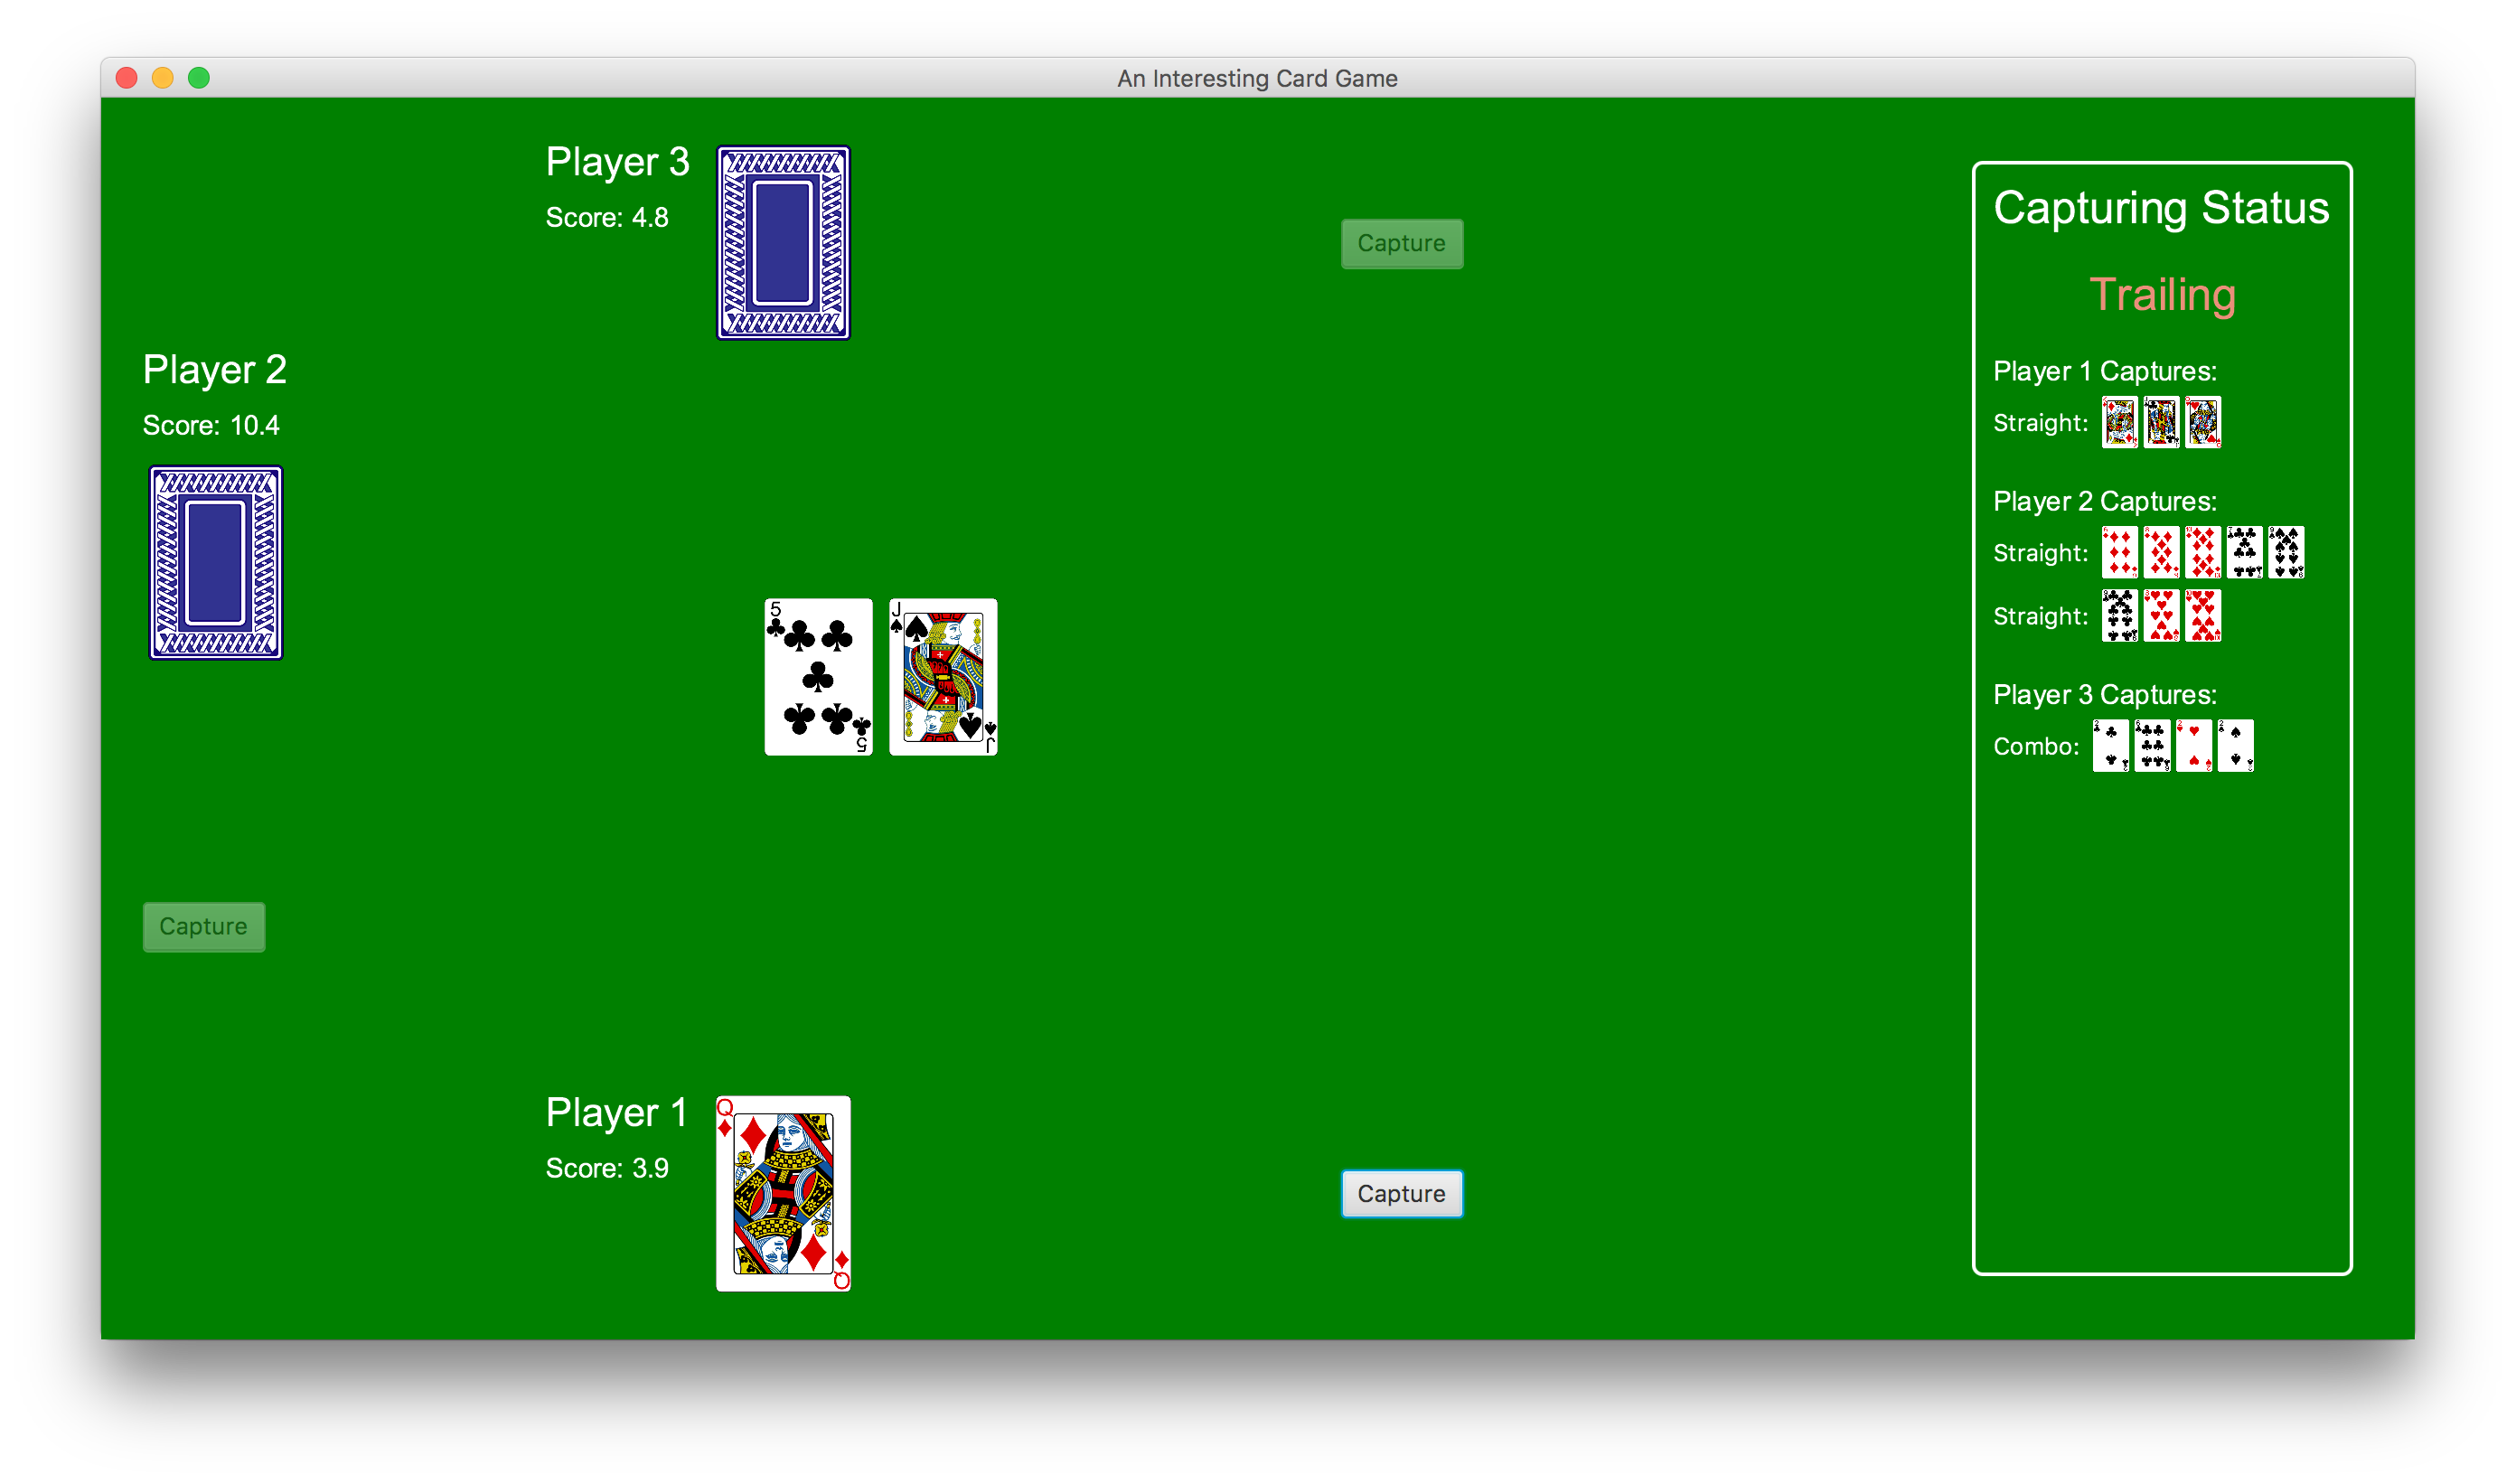 An Interesting Card Game
Player 3
Score: 4.8
Capture
Capturing Status
Trailing
Player 1 Captures:
Straight:
Player 2 Captures:
Straight:
Straight:
Player 3 Captures:
Combo:
Player 2
Score: 10.4
5
5
J
J
Capture
Player 1
Score: 3.9
Q
Q
Capture